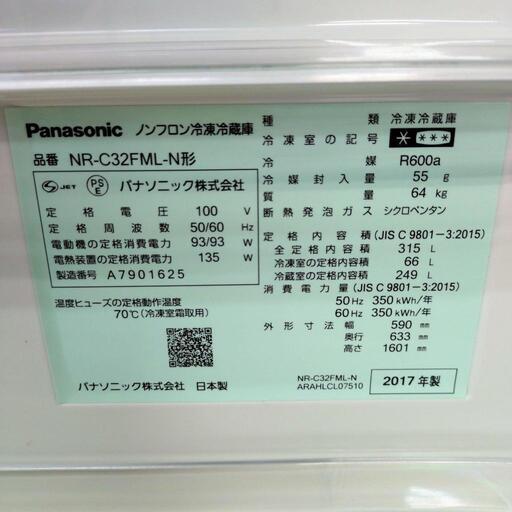 Panasonic ノンフロン冷凍冷蔵庫
品番 NR-C32FML-N形
JET PSE パナソニック株式会社
定格電圧 100 V
定格周波数 50/60 Hz
電動機の定格消費電力 93/93 W
電熱装置の定格消費電力 135 W
製造番号 A7901625
温度ヒューズの定格動作温度
70℃(冷凍室霜取用)
パナソニック株式会社 日本製
種類 冷凍冷蔵庫
冷凍室の記号 ****
冷媒 R600a
冷媒封入量 55 g
質量 64 kg
断熱発泡ガス シクロペンタン
定格内容積 (JIS C 9801-3:2015)
全定格内容積 315 L
冷凍室の定格内容積 66 L
冷蔵室の定格内容積 249 L
消費電力量 (JIS C 9801-3:2015)
50Hz 350 kWh/年
60Hz 350 kWh/年
外形寸法 幅 590 mm
奥行 633 mm
高さ 1601 mm
NR-C32FML-N
ARAHLCL07510
2017年製